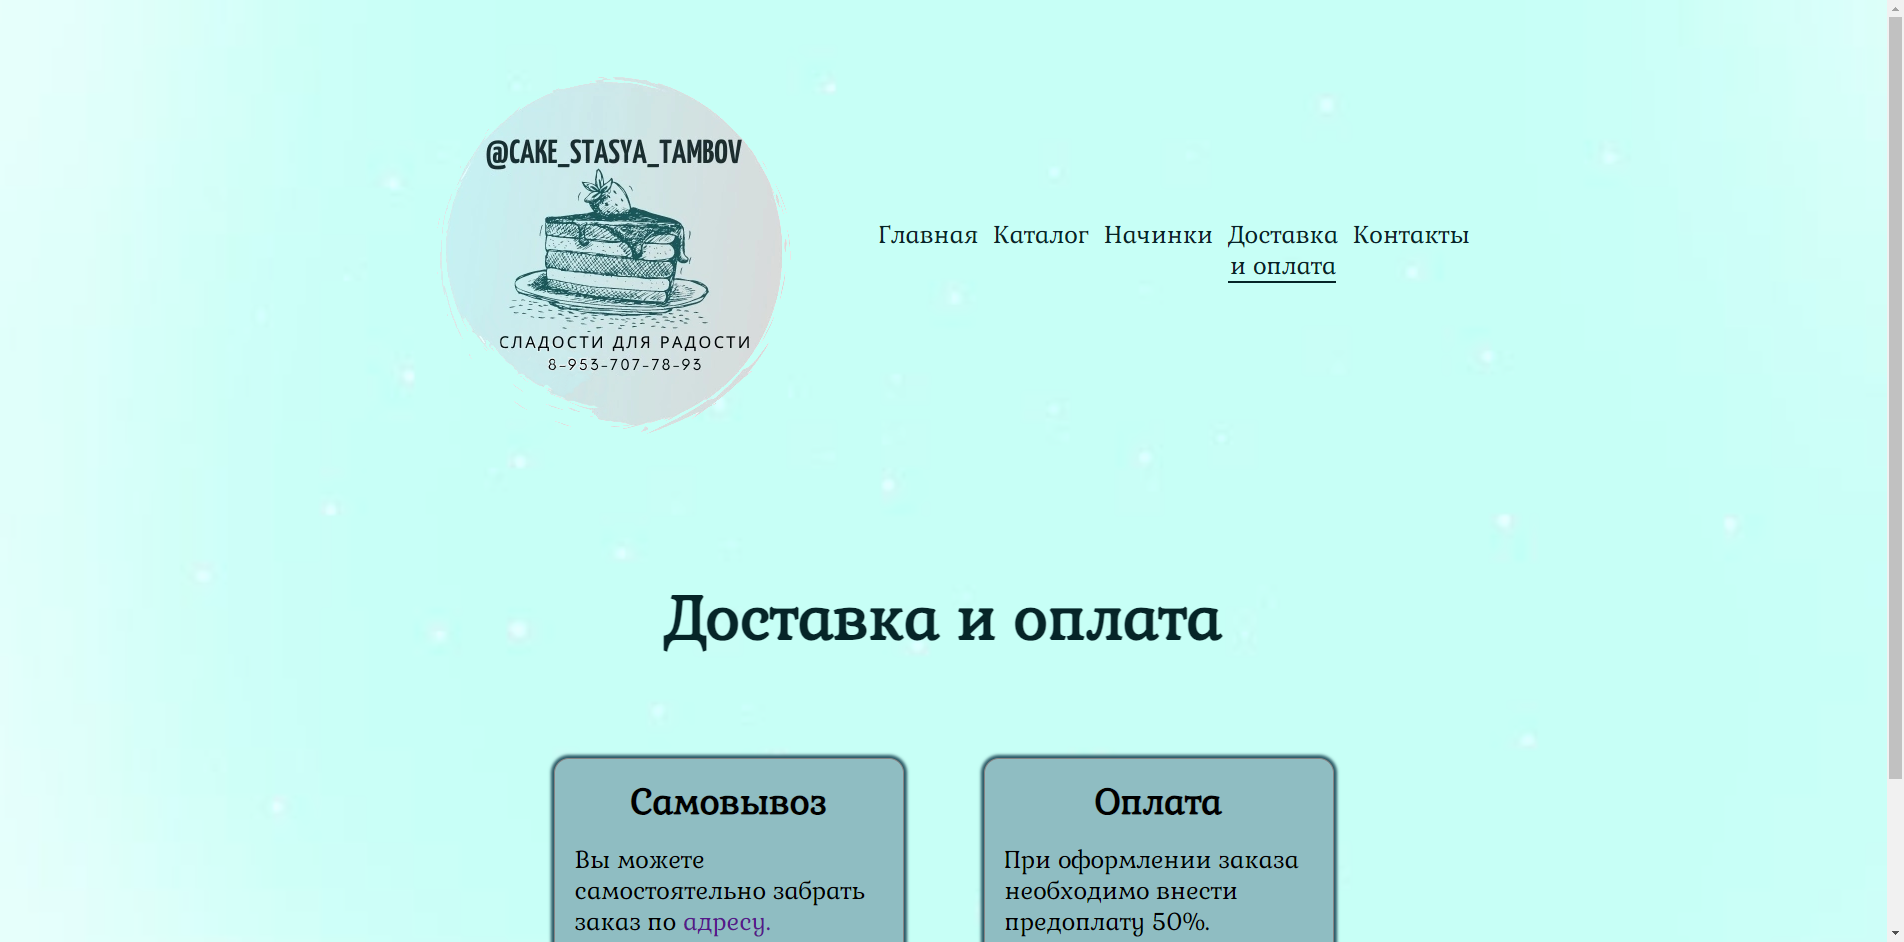 @CAKE_STASYA_TAMBOV
СЛАДОСТИ ДЛЯ РАДОСТИ
8-953-707-78-93
Главная Каталог Начинки Доставка и оплата Контакты
Доставка и оплата
Самовывоз
Вы можете
самостоятельно забрать
заказ по адресу.
Оплата
При оформлении заказа
необходимо внести
предоплату 50%.